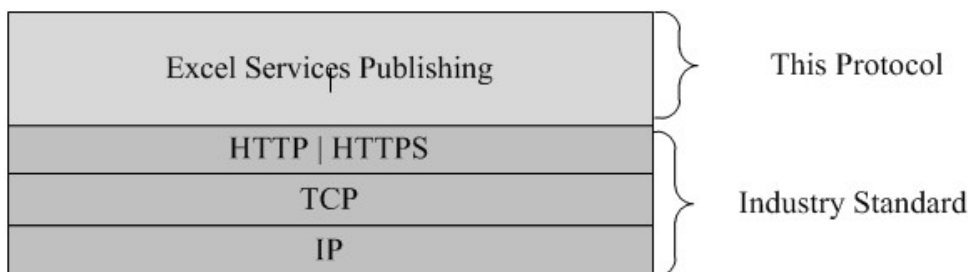 Excel Services Publishing
This Protocol
HTTP | HTTPS
TCP
Industry Standard
IP